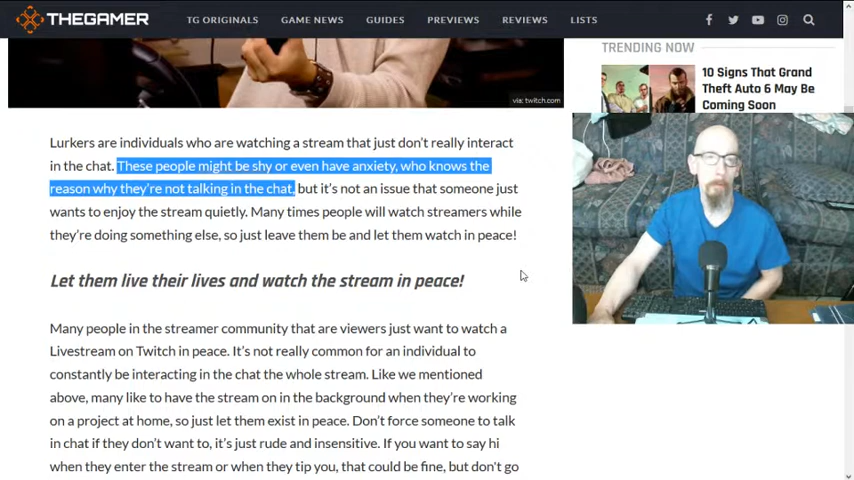 THEGAMER
TG ORIGINALS GAME NEWS GUIDES PREVIEWS REVIEWS LISTS
via: twitch.com
TRENDING NOW
10 Signs That Grand
Theft Auto 6 May Be
Coming Soon
Lurkers are individuals who are watching a stream that just don’t really interact
in the chat. These people might be shy or even have anxiety, who knows the
reason why they’re not talking in the chat, but it’s not an issue that someone just
wants to enjoy the stream quietly. Many times people will watch streamers while
they’re doing something else, so just leave them be and let them watch in peace!
Let them live their lives and watch the stream in peace!
Many people in the streamer community that are viewers just want to watch a
Livestream on Twitch in peace. It’s not really common for an individual to
constantly be interacting in the chat the whole stream. Like we mentioned
above, many like to have the stream on in the background when they’re working
on a project at home, so just let them exist in peace. Don’t force someone to talk
in chat if they don’t want to, it’s just rude and insensitive. If you want to say hi
when they enter the stream or when they tip you, that could be fine, but don't go